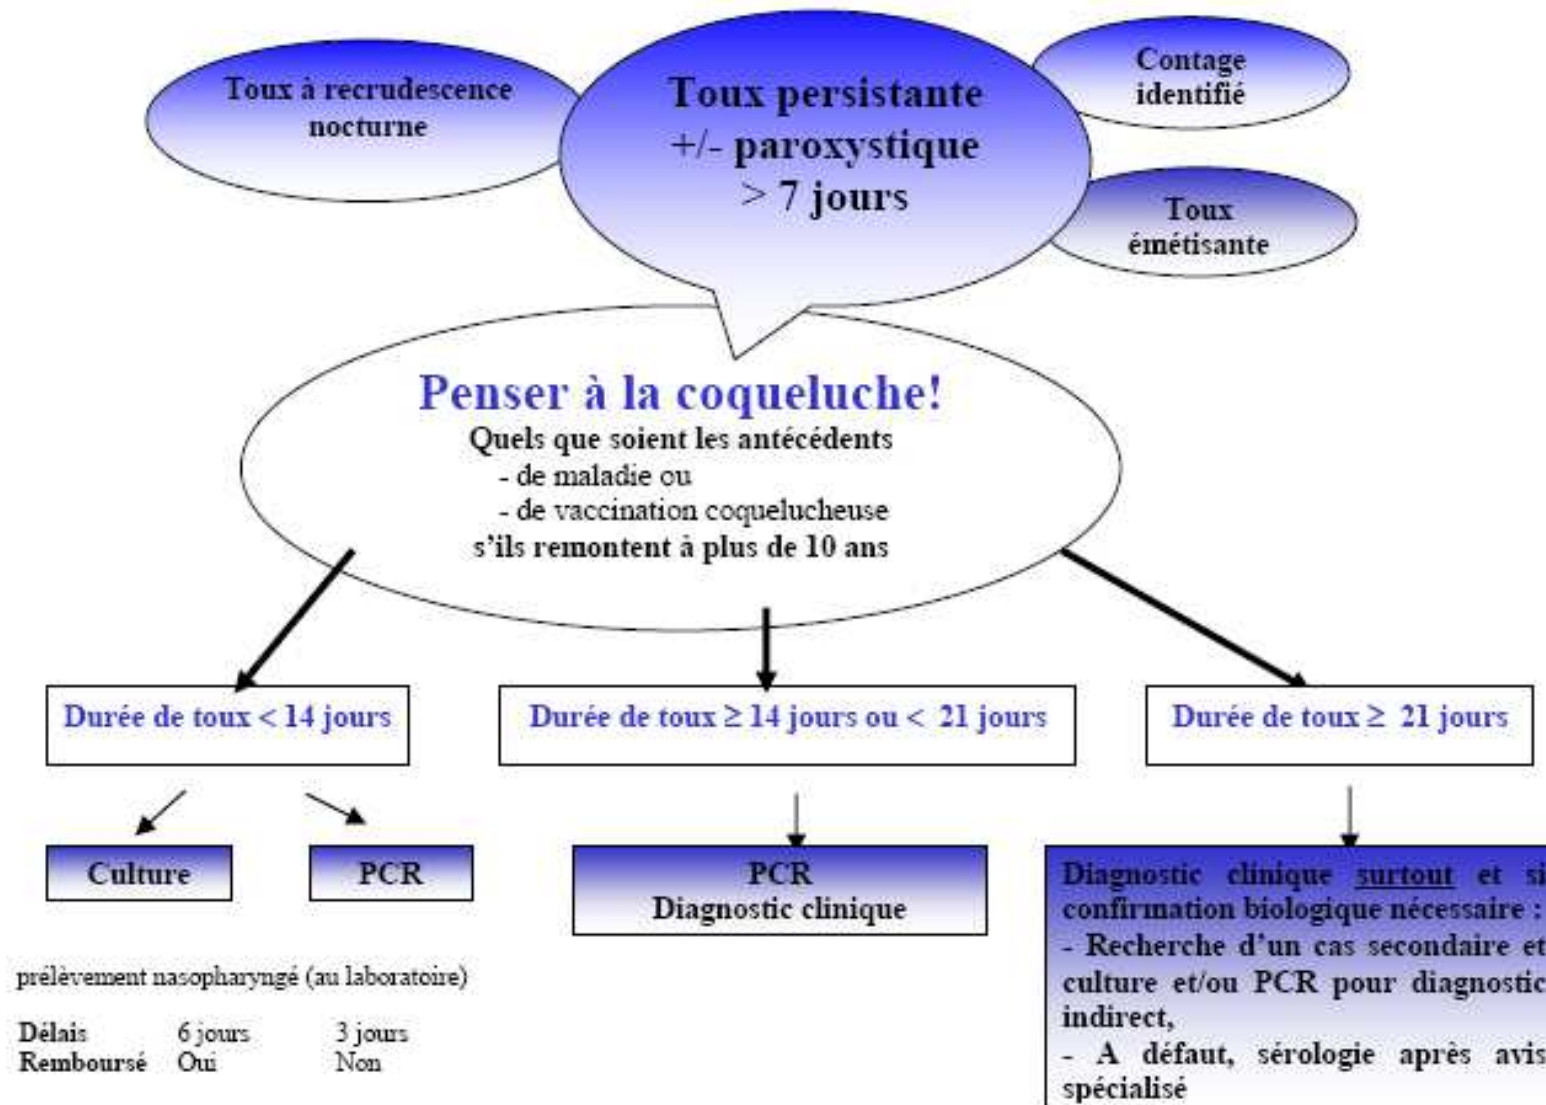 Toux à recrudescence
nocturne
Toux persistante
+/- paroxystique
> 7 jours
Contage
identifié
Toux
émétisante
Penser à la coqueluche!
Quels que soient les antécédents
- de maladie ou
- de vaccination coquelucheuse
s'ils remontent à plus de 10 ans
Durée de toux < 14 jours
Durée de toux ≥ 14 jours ou < 21 jours
Durée de toux ≥ 21 jours
Culture
PCR
PCR
Diagnostic clinique
Diagnostic clinique surtout et si
confirmation biologique nécessaire :
- Recherche d'un cas secondaire et
culture et/ou PCR pour diagnostic
indirect,
- A défaut, sérologie après avis
spécialisé
prélèvement nasopharyngé (au laboratoire)
Délais 6 jours 3 jours
Remboursé Oui Non